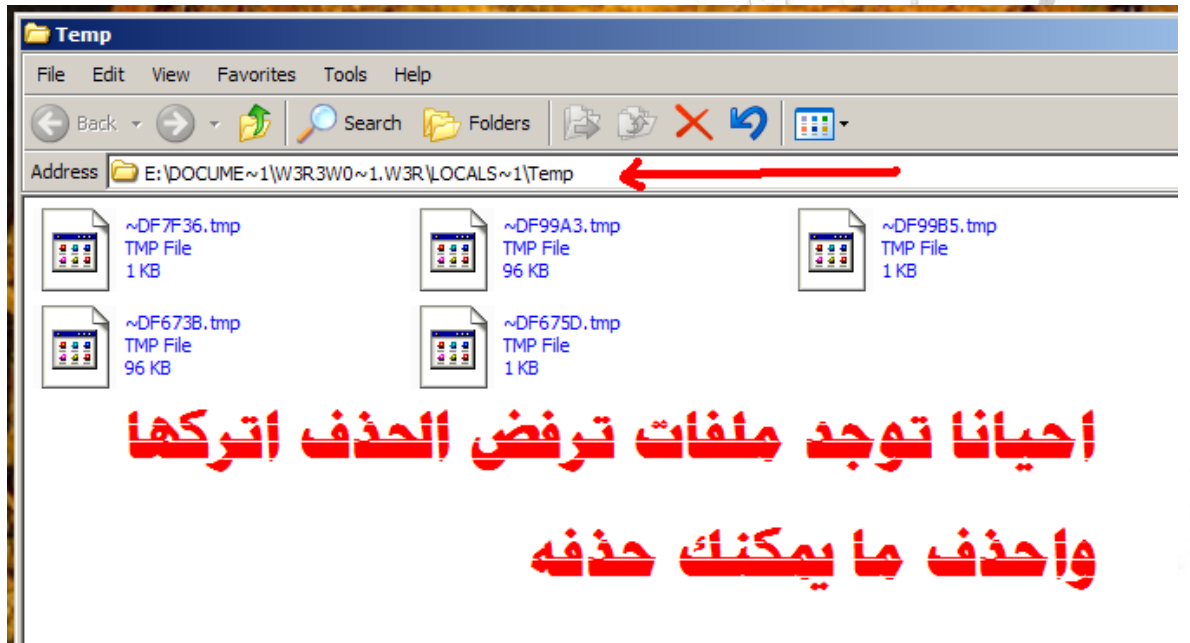 Temp
File Edit View Favorites Tools Help
Back Search Folders
Address E:\DOCUME~1\W3R3W0~1.W3R\LOCALS~1\Temp
~DF7F36.tmp
TMP File
1 KB
~DF99A3.tmp
TMP File
96 KB
~DF99B5.tmp
TMP File
1 KB
~DF673B.tmp
TMP File
96 KB
~DF675D.tmp
TMP File
1 KB
احيانا توجد ملفات ترفض الحذف اتركها
واحذف ما يمكنك حذفه